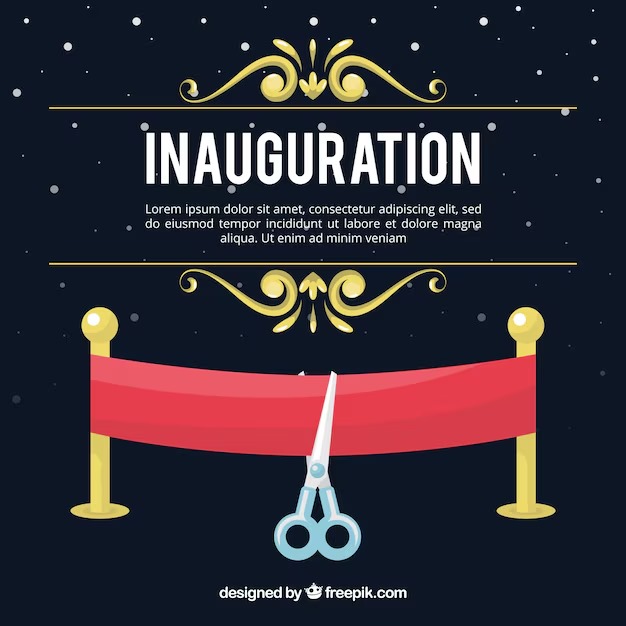 INAUGURATION
Lorem ipsum dolor sit amet, consectetur adipiscing elit, sed
do eiusmod tempor incididunt ut labore et dolore magna
aliqua. Ut enim ad minim veniam
designed by freepik.com